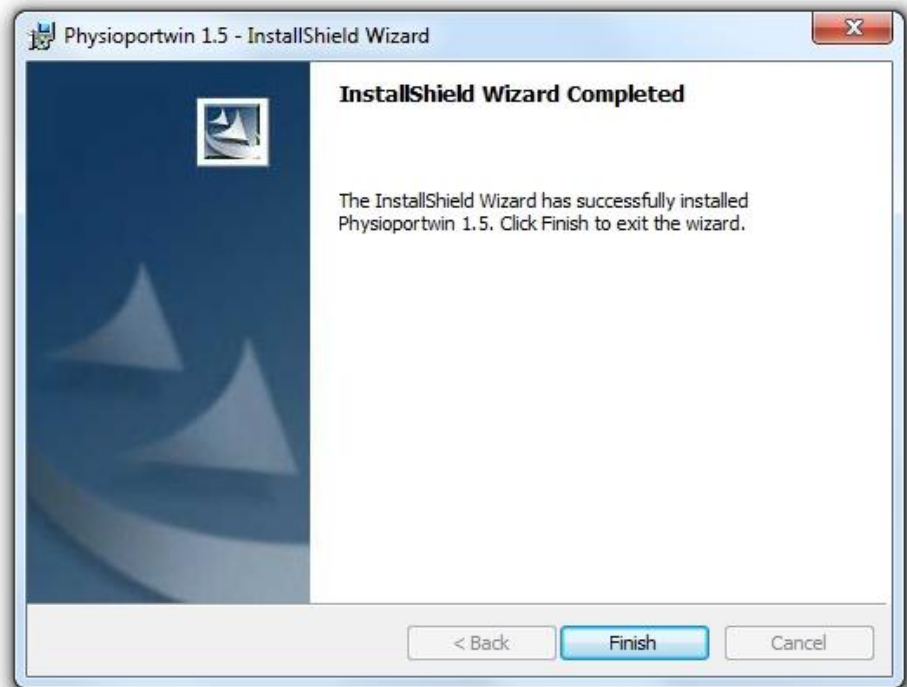 Physioportwin 1.5 - InstallShield Wizard
InstallShield Wizard Completed
The InstallShield Wizard has successfully installed
Physioportwin 1.5. Click Finish to exit the wizard.
< Back
Finish
Cancel